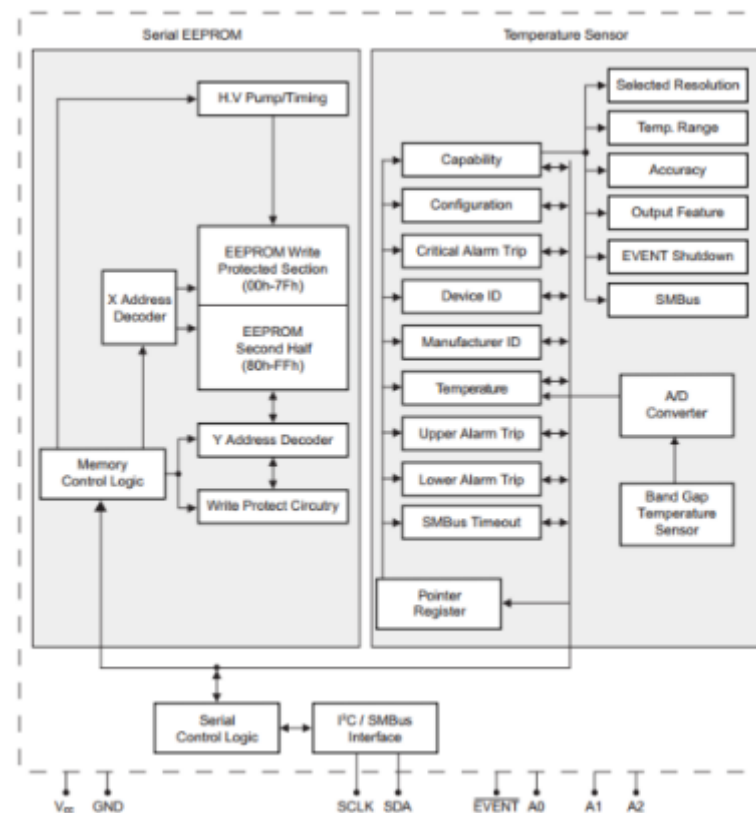 Serial EEPROM
Temperature Sensor
H.V Pump/Timing
EEPROM Write
Protected Section
(00h-7Fh)
X Address
Decoder
EEPROM
Second Half
(80h-FFh)
Y Address Decoder
Memory
Control Logic
Write Protect Circutry
Capability
Configuration
Critical Alarm Trip
Device ID
Manufacturer ID
Temperature
Upper Alarm Trip
Lower Alarm Trip
SMBus Timeout
Pointer
Register
Selected Resolution
Temp. Range
Accuracy
Output Feature
EVENT Shutdown
SMBus
A/D
Converter
Band Gap
Temperature
Sensor
Serial
Control Logic
I²C / SMBus
Interface
GND SCLK SDA EVENT A0 A1 A2